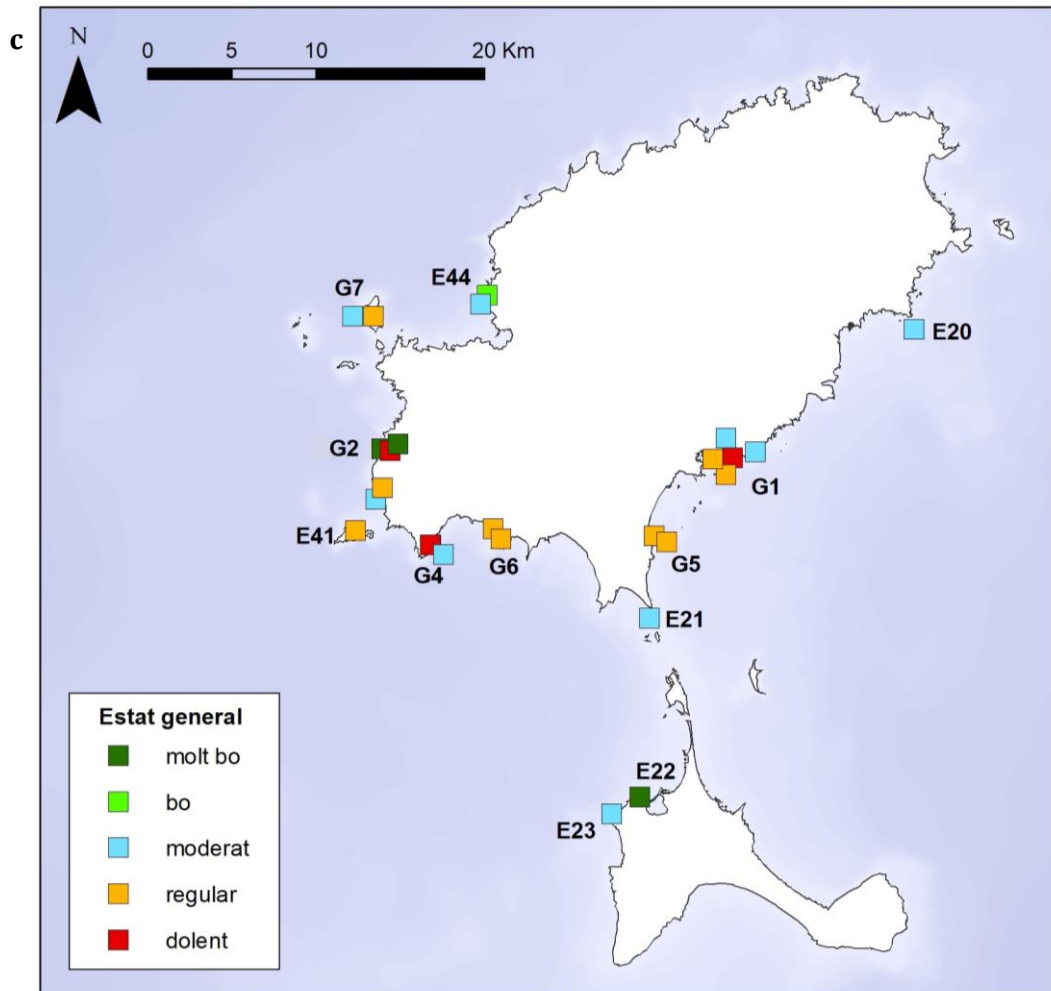 c
N
0 5 10 20 Km
E44
G7
E20
G2
G1
E41
G4
G6
G5
E21
E22
E23
Estat general
molt bo
bo
moderat
regular
dolent